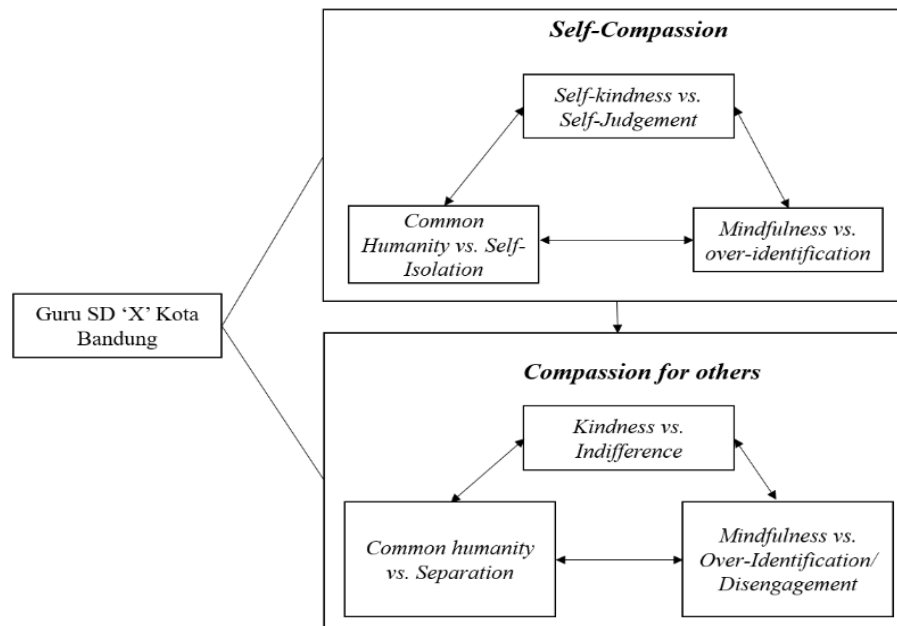 Self-Compassion
Self-kindness vs.
Self-Judgement
Common
Humanity vs. Self-
Isolation
Mindfulness vs.
over-identification
Guru SD ‘X’ Kota
Bandung
Compassion for others
Kindness vs.
Indifference
Common humanity
vs. Separation
Mindfulness vs.
Over-Identification/
Disengagement